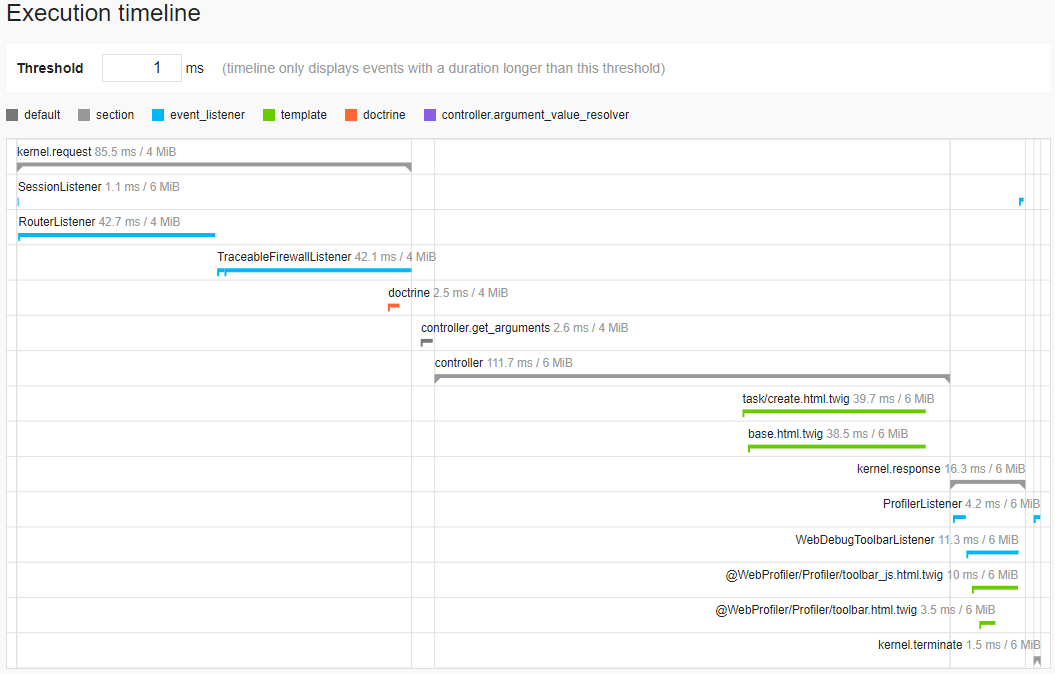 Execution timeline
Threshold 1 ms (timeline only displays events with a duration longer than this threshold)
default section event_listener template doctrine controller.argument_value_resolver
kernel.request 85.5 ms / 4 MiB
SessionListener 1.1 ms / 6 MiB
RouterListener 42.7 ms / 4 MiB
TraceableFirewallListener 42.1 ms / 4 MiB
doctrine 2.5 ms / 4 MiB
controller.get_arguments 2.6 ms / 4 MiB
controller 111.7 ms / 6 MiB
task/create.html.twig 39.7 ms / 6 MiB
base.html.twig 38.5 ms / 6 MiB
kernel.response 16.3 ms / 6 MiB
ProfilerListener 4.2 ms / 6 MiB
WebDebugToolbarListener 11.3 ms / 6 MiB
@WebProfiler/Profiler/toolbar_js.html.twig 10 ms / 6 MiB
@WebProfiler/Profiler/toolbar.html.twig 3.5 ms / 6 MiB
kernel.terminate 1.5 ms / 6 MiB